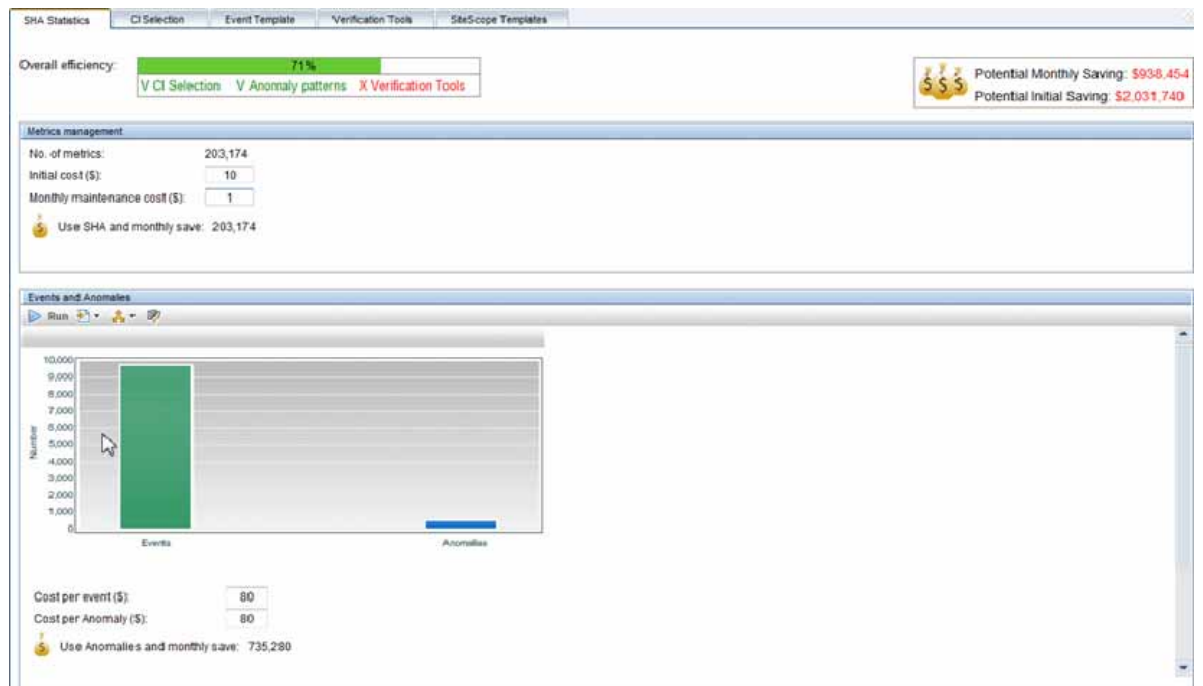 SHA Statistics CI Selection Event Template Verification Tools SiteScope Templates
Overall efficiency: 71%
V CI Selection V Anomaly patterns X Verification Tools
$ $ $ Potential Monthly Saving: $938,454
Potential Initial Saving: $2,031,740
Metrics management
No. of metrics: 203,174
Initial cost ($): 10
Monthly maintenance cost ($): 1
$ Use SHA and monthly save: 203,174
Events and Anomalies
Run
10,000
9,000
8,000
7,000
6,000
5,000
4,000
3,000
2,000
1,000
0
Number
Events Anomalies
Cost per event ($): 80
Cost per Anomaly ($): 80
$ Use Anomalies and monthly save: 735,280